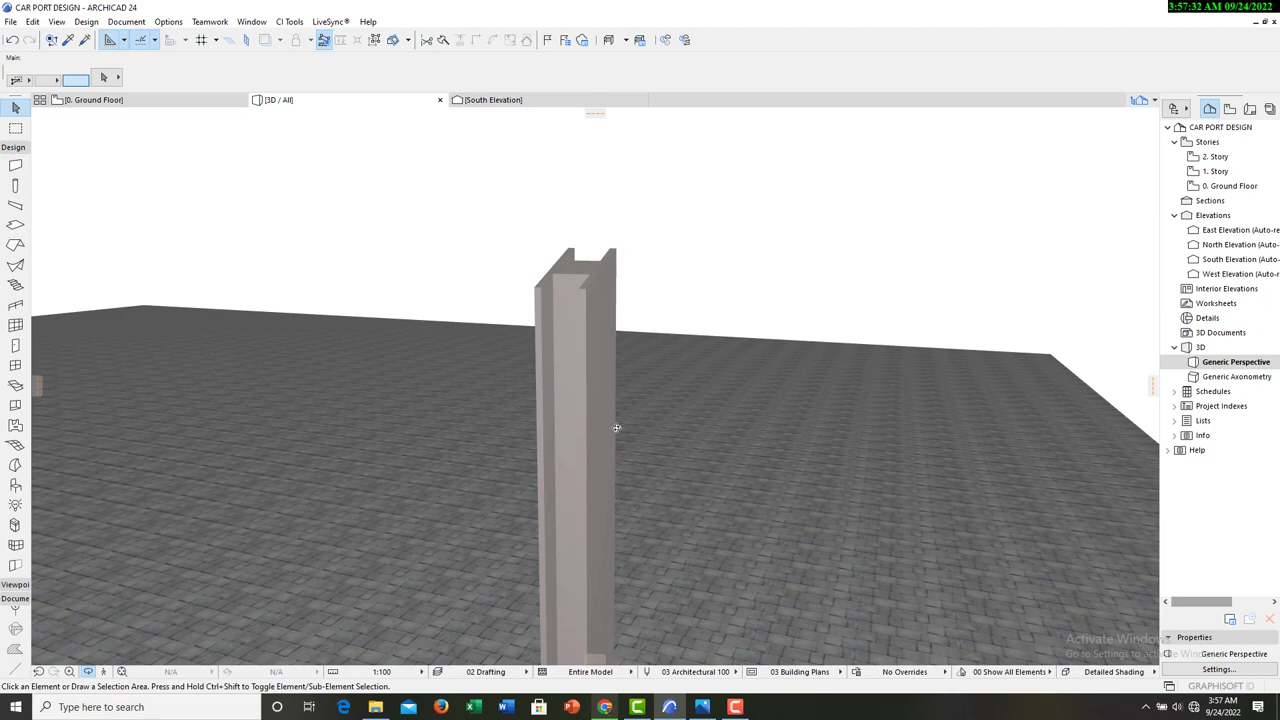 CAR PORT DESIGN - ARCHICAD 24
3:57:32 AM 09/24/2022
File Edit View Design Document Options Teamwork Window CI Tools LiveSync® Help
Main:
[0. Ground Floor]
[3D / All]
[South Elevation]
Design
Viewpoi
Docume
CAR PORT DESIGN
Stories
2. Story
1. Story
0. Ground Floor
Sections
Elevations
East Elevation (Auto-re
North Elevation (Auto-r
South Elevation (Auto-r
West Elevation (Auto-r
Interior Elevations
Worksheets
Details
3D Documents
3D
Generic Perspective
Generic Axonometry
Schedules
Project Indexes
Lists
Info
Help
Activate Windows
Go to Settings to activate Windows
Properties
Generic Perspective
Settings...
N/A N/A 1:100 02 Drafting Entire Model 03 Architectural 100 03 Building Plans No Overrides 00 Show All Elements Detailed Shading
Click an Element or Draw a Selection Area. Press and Hold Ctrl+Shift to Toggle Element/Sub-Element Selection.
GRAPHISOFT ID
Type here to search
3:57 AM
9/24/2022